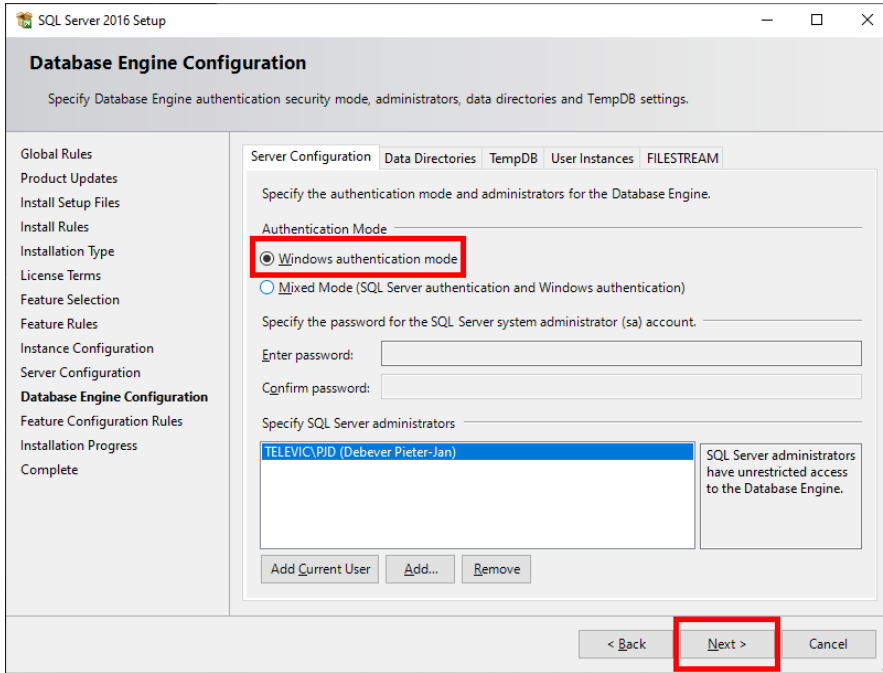 SQL Server 2016 Setup
Database Engine Configuration
Specify Database Engine authentication security mode, administrators, data directories and TempDB settings.
Global Rules
Product Updates
Install Setup Files
Install Rules
Installation Type
License Terms
Feature Selection
Feature Rules
Instance Configuration
Server Configuration
Database Engine Configuration
Feature Configuration Rules
Installation Progress
Complete
Server Configuration Data Directories TempDB User Instances FILESTREAM
Specify the authentication mode and administrators for the Database Engine.
Authentication Mode
Windows authentication mode
Mixed Mode (SQL Server authentication and Windows authentication)
Specify the password for the SQL Server system administrator (sa) account.
Enter password:
Confirm password:
Specify SQL Server administrators
TELEVIC\PJD (Debever Pieter-Jan)
SQL Server administrators
have unrestricted access
to the Database Engine.
Add Current User Add... Remove
< Back Next > Cancel